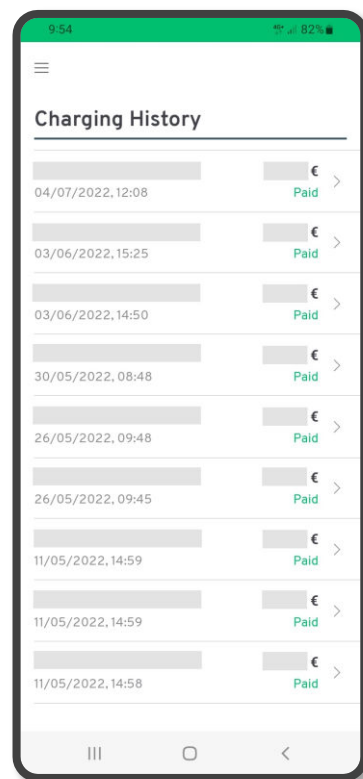 9:54 4G+ 82%
Charging History
€
04/07/2022, 12:08 Paid
€
03/06/2022, 15:25 Paid
€
03/06/2022, 14:50 Paid
€
30/05/2022, 08:48 Paid
€
26/05/2022, 09:48 Paid
€
26/05/2022, 09:45 Paid
€
11/05/2022, 14:59 Paid
€
11/05/2022, 14:59 Paid
€
11/05/2022, 14:58 Paid